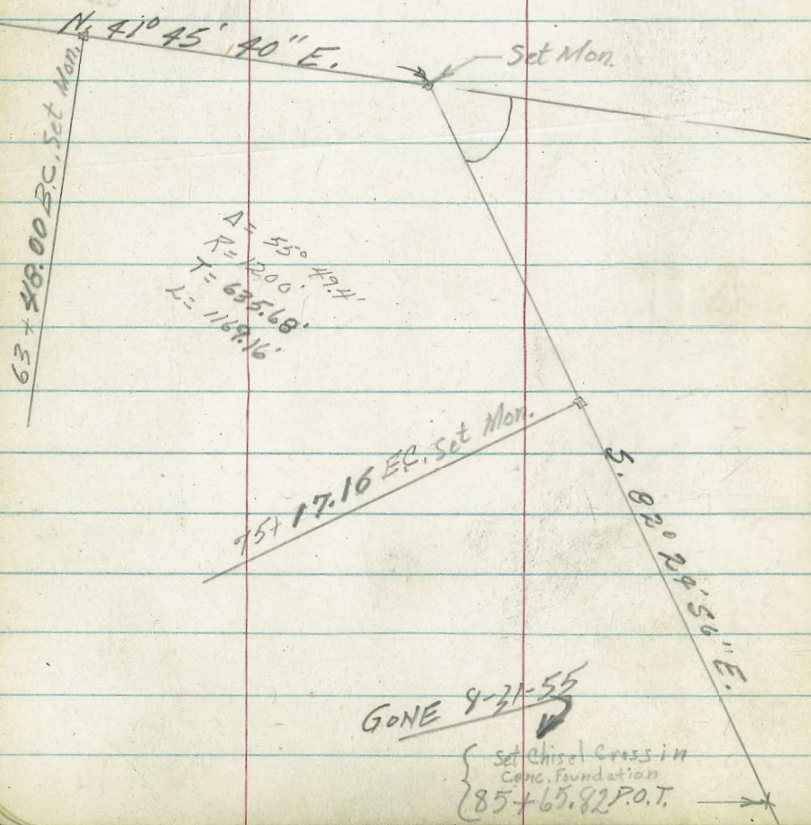 N. 41° 45' 40" E.
Set Mon.
63 + 48.00 B.C. Set Mon.
Δ = 55° 49.4'
R = 1200'
T = 635.68'
L = 1169.16'
75+ 17.16 E.C. Set Mon.
S. 82° 24' 56" E.
GONE 8-31-55
Set Chisel Cross in
Conc. Foundation
85+65.82 P.O.T.